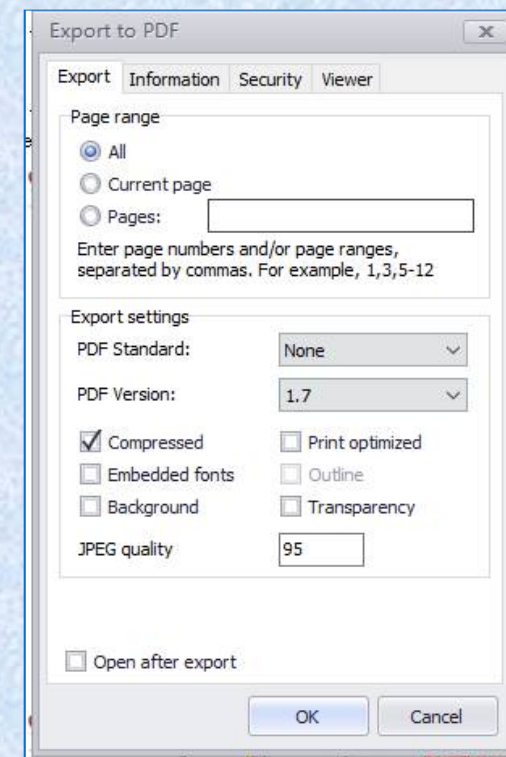 Export to PDF
Export Information Security Viewer
Page range
All
Current page
Pages:
Enter page numbers and/or page ranges,
separated by commas. For example, 1,3,5-12
Export settings
PDF Standard: None
PDF Version: 1.7
Compressed Print optimized
Embedded fonts Outline
Background Transparency
JPEG quality 95
Open after export
OK Cancel